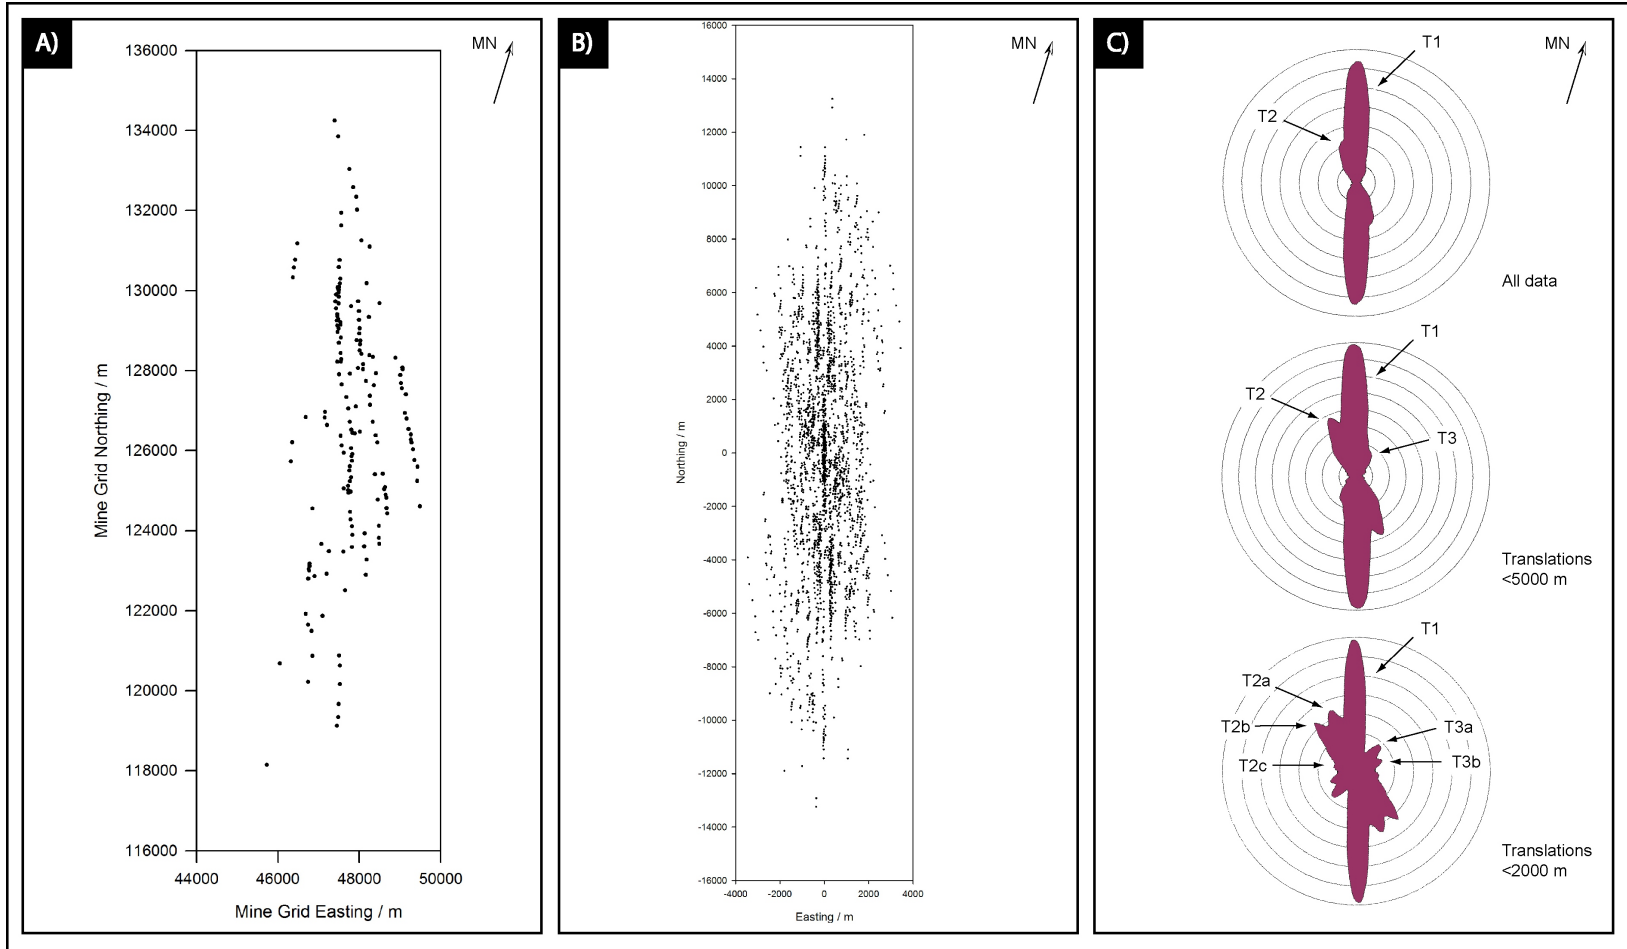 A)
MN
136000
134000
132000
130000
128000
126000
124000
122000
120000
118000
116000
Mine Grid Northing / m
44000 46000 48000 50000
Mine Grid Easting / m
B)
MN
16000
14000
12000
10000
8000
6000
4000
2000
0
-2000
-4000
-6000
-8000
-10000
-12000
-14000
-16000
Northing / m
-4000 -2000 0 2000 4000
Easting / m
C)
MN
T1
T2
All data
T1
T2
T3
Translations
<5000 m
T1
T2a
T2b
T3a
T2c
T3b
Translations
<2000 m